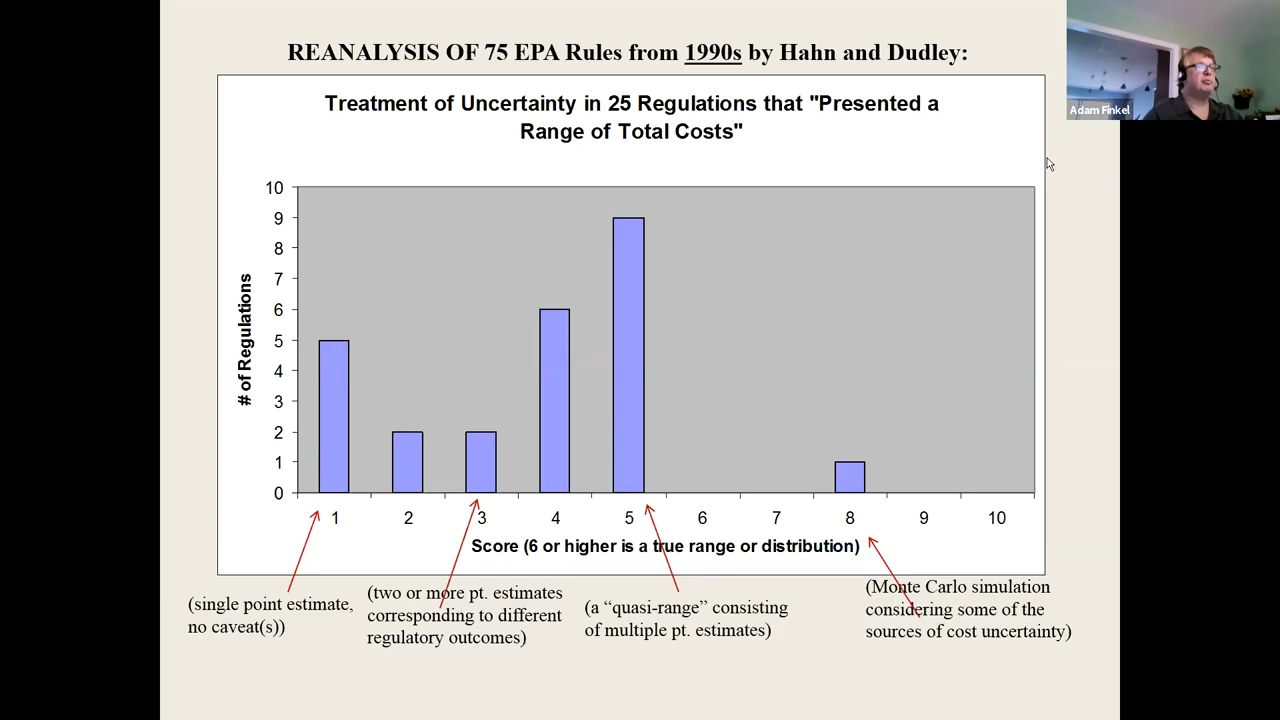 REANALYSIS OF 75 EPA Rules from 1990s by Hahn and Dudley:
Adam Finkel
Treatment of Uncertainty in 25 Regulations that "Presented a
Range of Total Costs"
# of Regulations
10
9
8
7
6
5
4
3
2
1
0
1 2 3 4 5 6 7 8 9 10
Score (6 or higher is a true range or distribution)
(single point estimate,
no caveat(s))
(two or more pt. estimates
corresponding to different
regulatory outcomes)
(a “quasi-range” consisting
of multiple pt. estimates)
(Monte Carlo simulation
considering some of the
sources of cost uncertainty)